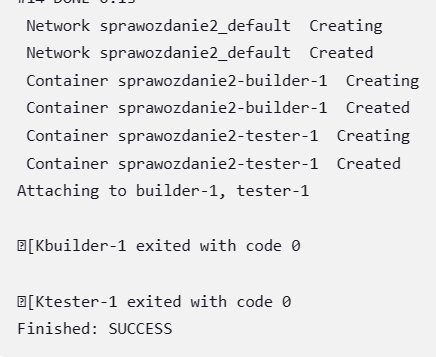 #14 DONE 0.1s
Network sprawozdanie2_default  Creating
Network sprawozdanie2_default  Created
Container sprawozdanie2-builder-1  Creating
Container sprawozdanie2-builder-1  Created
Container sprawozdanie2-tester-1  Creating
Container sprawozdanie2-tester-1  Created
Attaching to builder-1, tester-1
[Kbuilder-1 exited with code 0
[Ktester-1 exited with code 0
Finished: SUCCESS